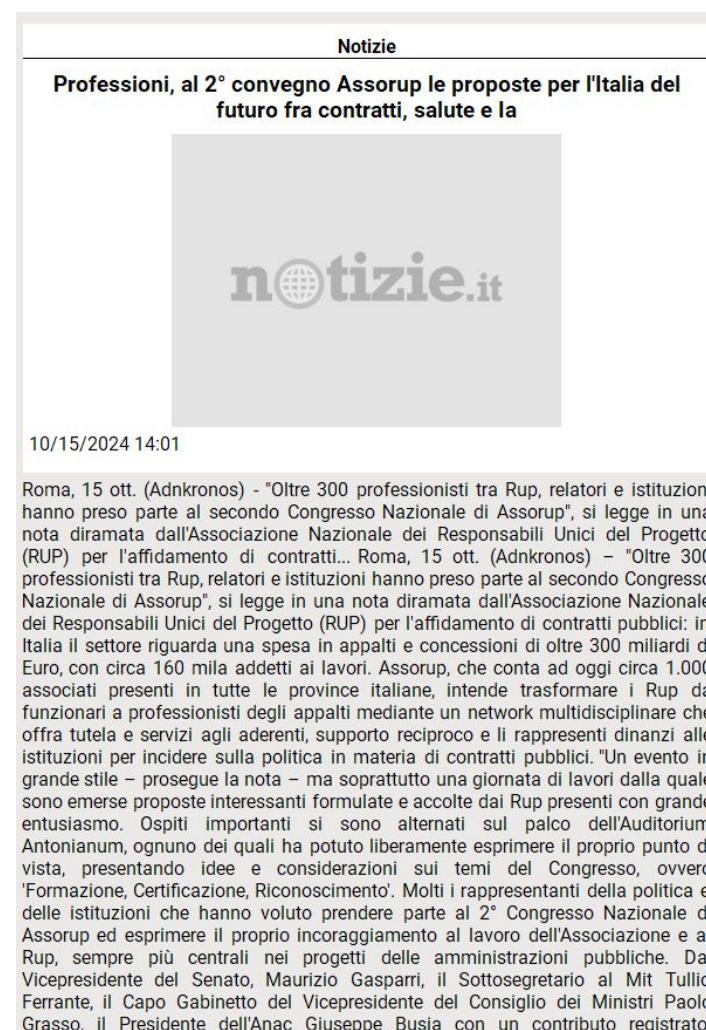 Notizie
Professioni, al 2° convegno Assorup le proposte per l'Italia del
futuro fra contratti, salute e la
notizie.it
10/15/2024 14:01
Roma, 15 ott. (Adnkronos) - "Oltre 300 professionisti tra Rup, relatori e istituzion
hanno preso parte al secondo Congresso Nazionale di Assorup", si legge in una
nota diramata dall'Associazione Nazionale dei Responsabili Unici del Progetto
(RUP) per l'affidamento di contratti... Roma, 15 ott. (Adnkronos) – "Oltre 300
professionisti tra Rup, relatori e istituzioni hanno preso parte al secondo Congresso
Nazionale di Assorup", si legge in una nota diramata dall'Associazione Nazionale
dei Responsabili Unici del Progetto (RUP) per l'affidamento di contratti pubblici: in
Italia il settore riguarda una spesa in appalti e concessioni di oltre 300 miliardi d
Euro, con circa 160 mila addetti ai lavori. Assorup, che conta ad oggi circa 1.000
associati presenti in tutte le province italiane, intende trasformare i Rup da
funzionari a professionisti degli appalti mediante un network multidisciplinare che
offra tutela e servizi agli aderenti, supporto reciproco e li rappresenti dinanzi alle
istituzioni per incidere sulla politica in materia di contratti pubblici. "Un evento in
grande stile – prosegue la nota – ma soprattutto una giornata di lavori dalla quale
sono emerse proposte interessanti formulate e accolte dai Rup presenti con grande
entusiasmo. Ospiti importanti si sono alternati sul palco dell'Auditorium
Antonianum, ognuno dei quali ha potuto liberamente esprimere il proprio punto d
vista, presentando idee e considerazioni sui temi del Congresso, ovvero
'Formazione, Certificazione, Riconoscimento'. Molti i rappresentanti della politica e
delle istituzioni che hanno voluto prendere parte al 2° Congresso Nazionale d
Assorup ed esprimere il proprio incoraggiamento al lavoro dell'Associazione e a
Rup, sempre più centrali nei progetti delle amministrazioni pubbliche. Da
Vicepresidente del Senato, Maurizio Gasparri, il Sottosegretario al Mit Tullio
Ferrante, il Capo Gabinetto del Vicepresidente del Consiglio dei Ministri Paolo
Grasso, il Presidente dell'Anac Giuseppe Busia con un contributo registrato